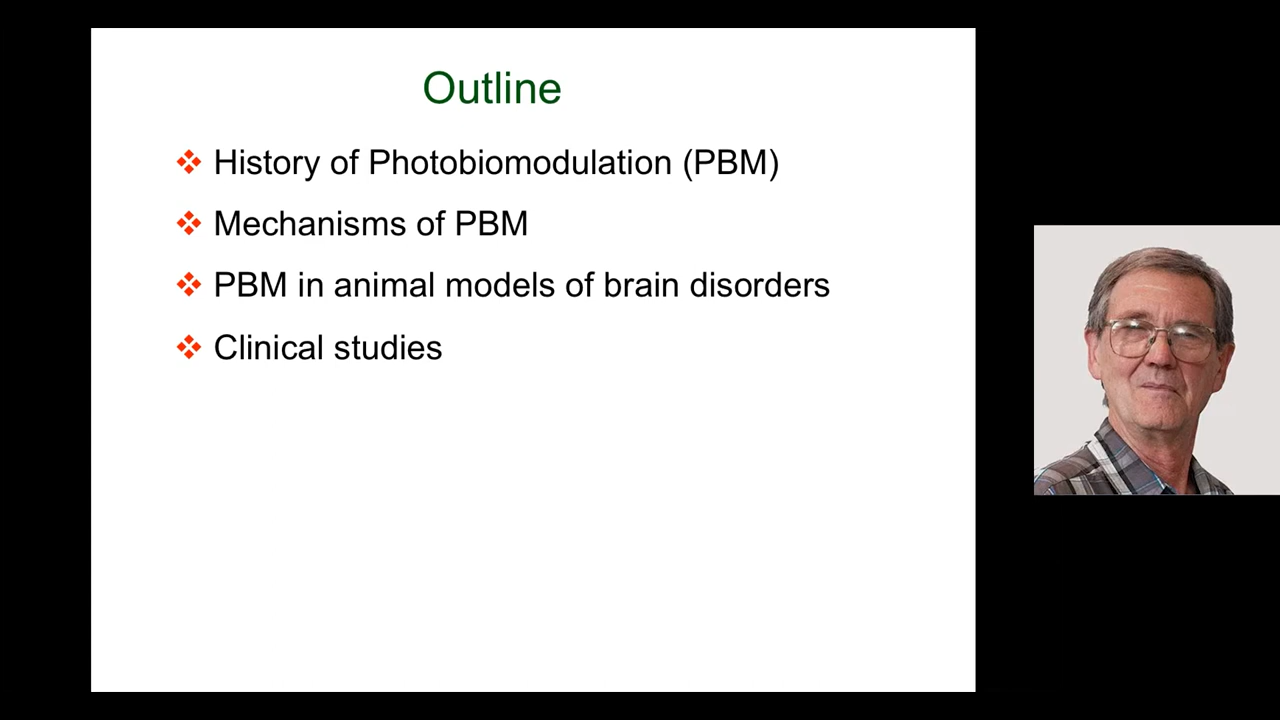 Outline
History of Photobiomodulation (PBM)
Mechanisms of PBM
PBM in animal models of brain disorders
Clinical studies